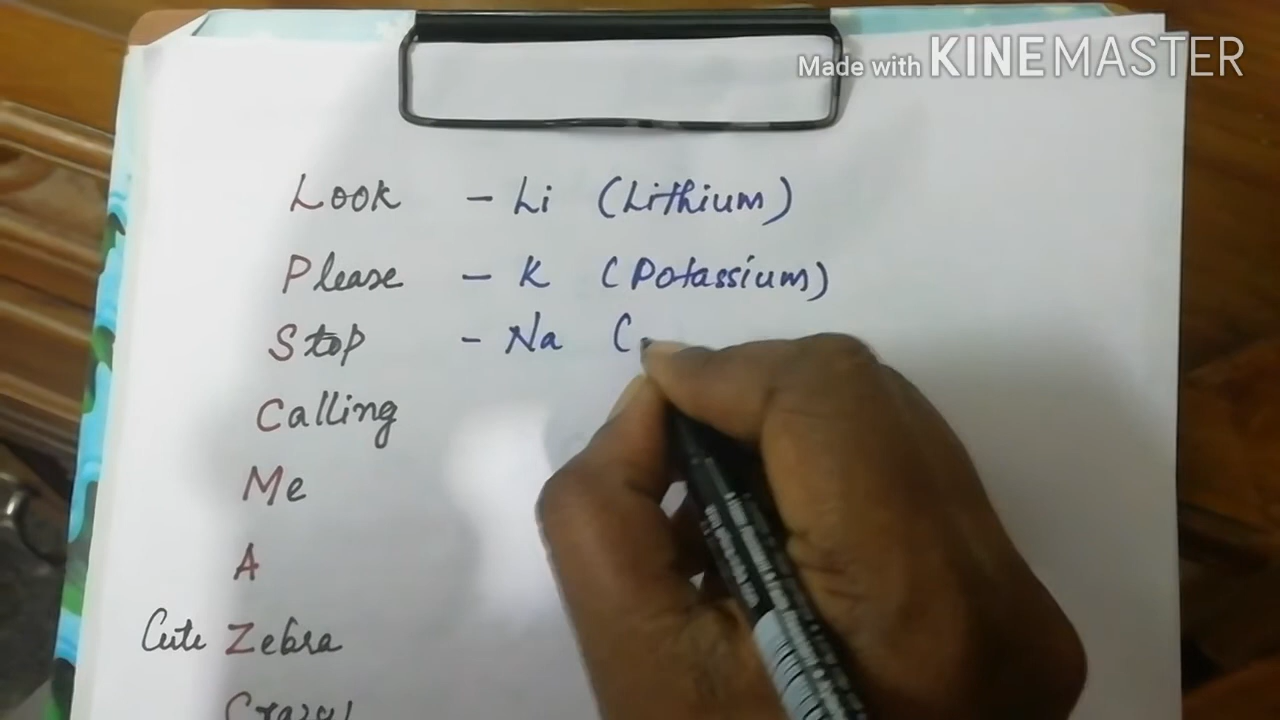 Made with KINEMASTER
Look - Li (Lithium)
Please - K (Potassium)
Stop - Na (
Calling
Me
A
Cute Zebra